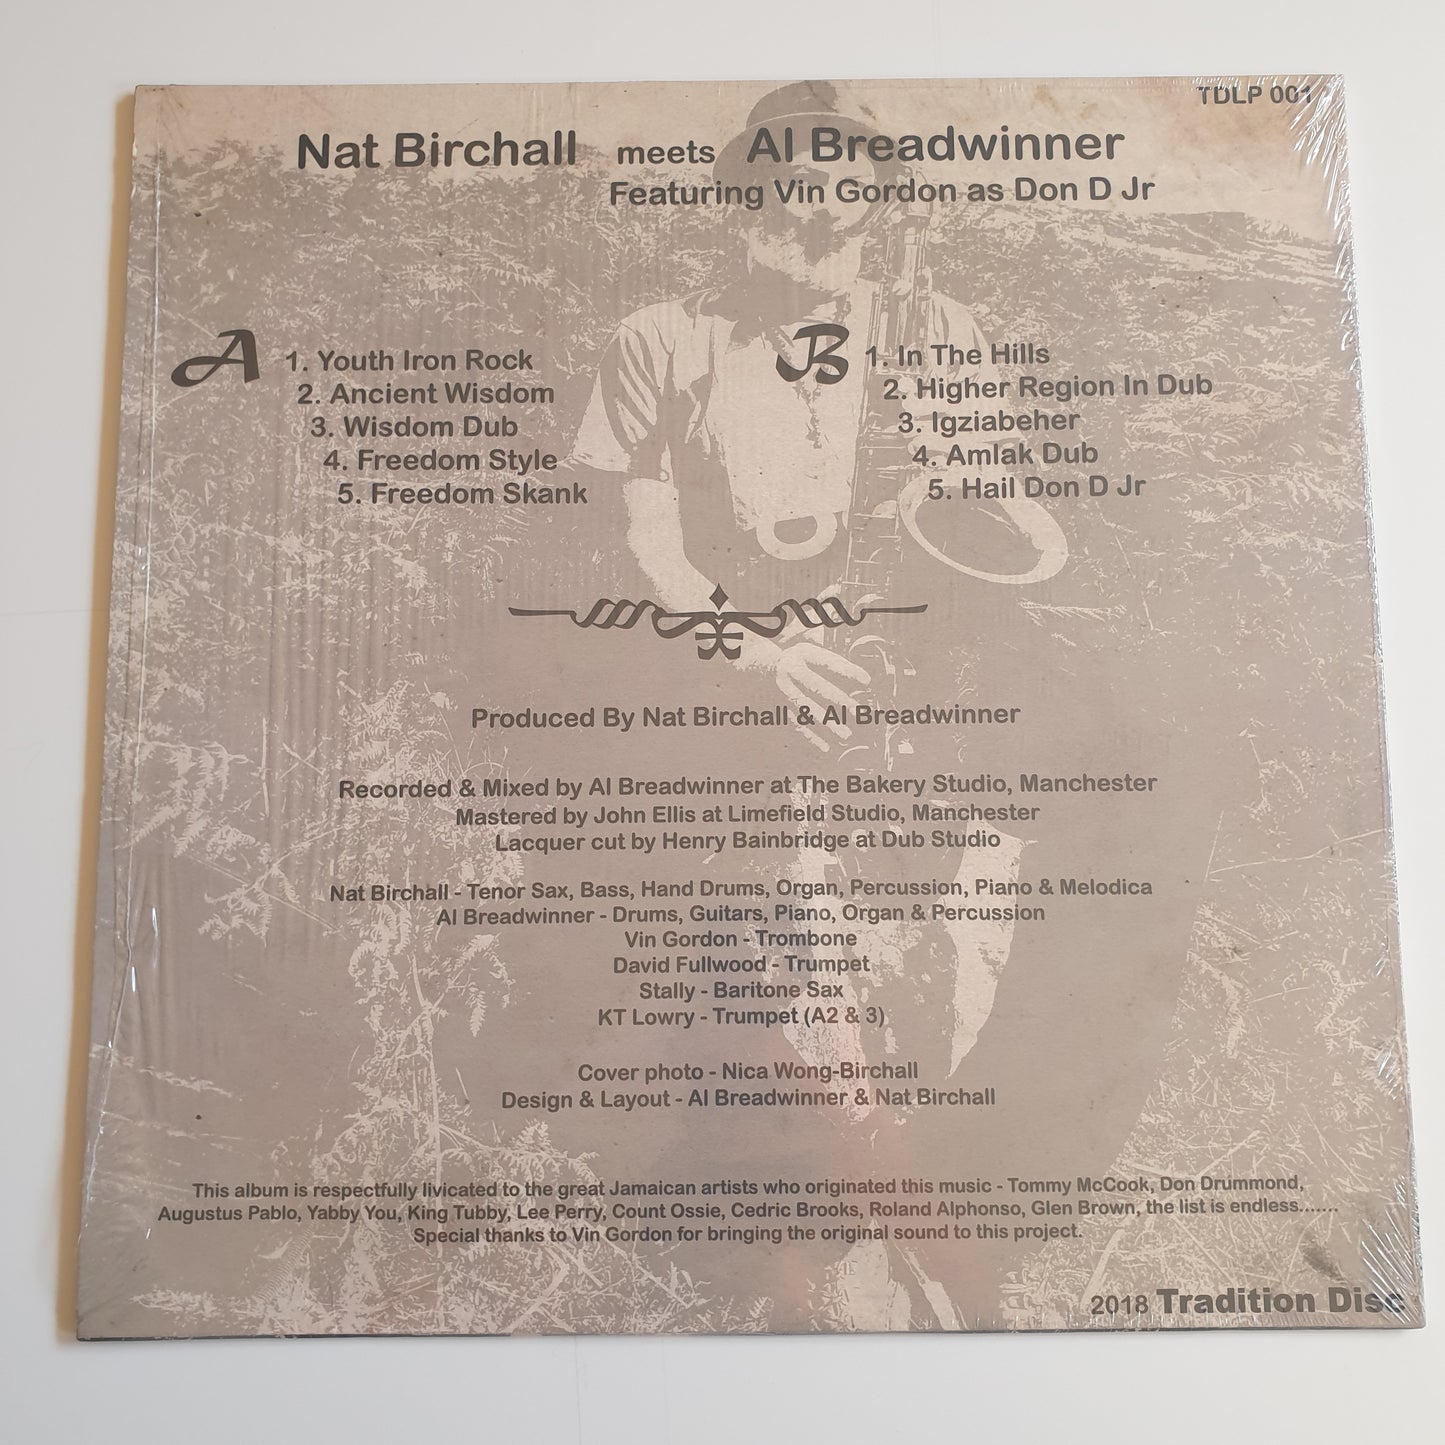 TDLP 001
Nat Birchall meets Al Breadwinner
Featuring Vin Gordon as Don D Jr
A
1. Youth Iron Rock
2. Ancient Wisdom
3. Wisdom Dub
4. Freedom Style
5. Freedom Skank
B
1. In The Hills
2. Higher Region In Dub
3. Igziabeher
4. Amlak Dub
5. Hail Don D Jr
Produced By Nat Birchall & Al Breadwinner
Recorded & Mixed by Al Breadwinner at The Bakery Studio, Manchester
Mastered by John Ellis at Limefield Studio, Manchester
Lacquer cut by Henry Bainbridge at Dub Studio
Nat Birchall - Tenor Sax, Bass, Hand Drums, Organ, Percussion, Piano & Melodica
Al Breadwinner - Drums, Guitars, Piano, Organ & Percussion
Vin Gordon - Trombone
David Fullwood - Trumpet
Stally - Baritone Sax
KT Lowry - Trumpet (A2 & 3)
Cover photo - Nica Wong-Birchall
Design & Layout - Al Breadwinner & Nat Birchall
This album is respectfully livicated to the great Jamaican artists who originated this music - Tommy McCook, Don Drummond,
Augustus Pablo, Yabby You, King Tubby, Lee Perry, Count Ossie, Cedric Brooks, Roland Alphonso, Glen Brown, the list is endless.......
Special thanks to Vin Gordon for bringing the original sound to this project.
2018 Tradition Disc